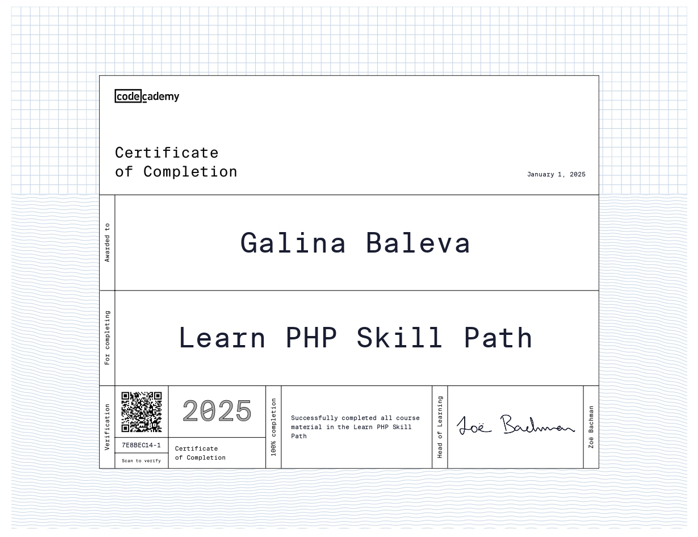 codecademy
Certificate
of Completion
January 1, 2025
Awarded to
Galina Baleva
For completing
Learn PHP Skill Path
Verification
7E8BEC14-1
Scan to verify
2025
Certificate
of Completion
100% completion
Successfully completed all course
material in the Learn PHP Skill
Path
Head of Learning
Zoë Bachman
Zoë Bachman